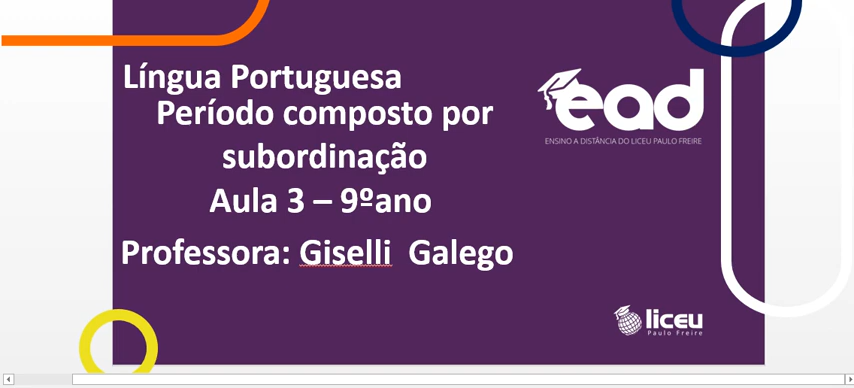 Língua Portuguesa
Período composto por
subordinação
Aula 3 – 9ºano
Professora: Giselli  Galego
ead
ENSINO A DISTÂNCIA DO LICEU PAULO FREIRE
liceu
Paulo Freire